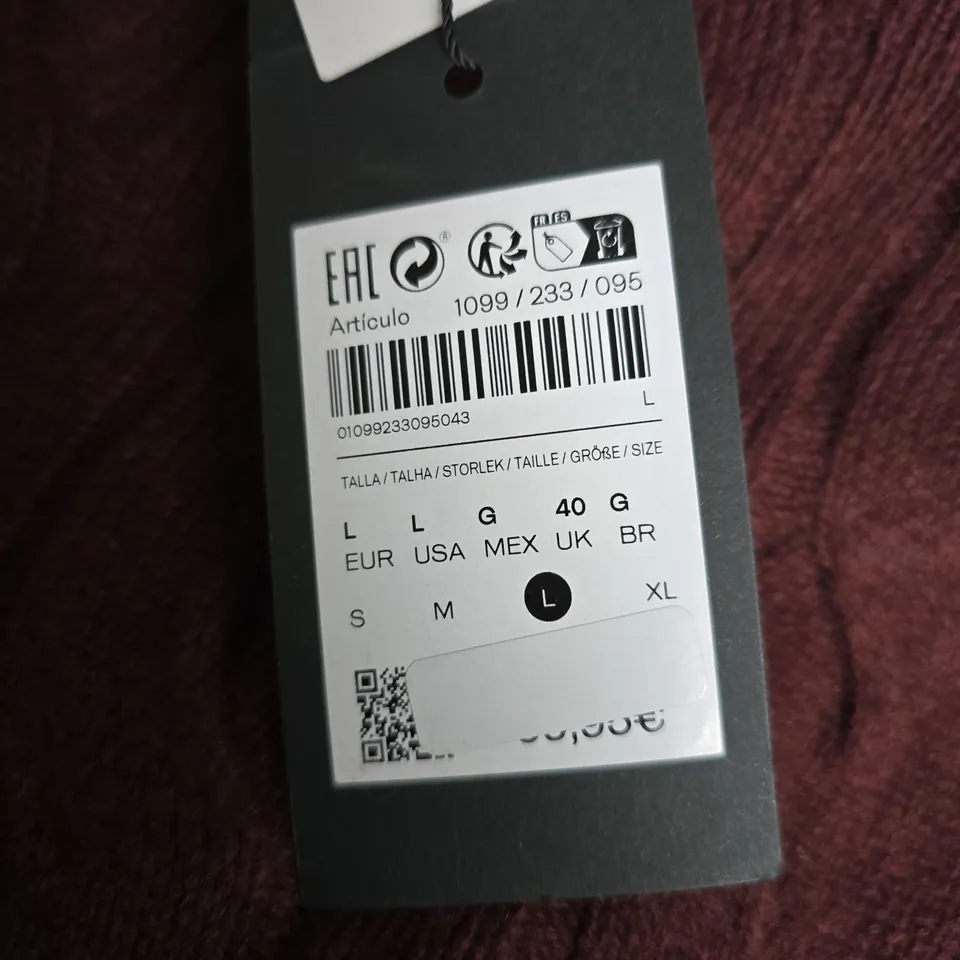 EAC ®
FR ES
Artículo 1099 / 233 / 095
L
01099233095043
TALLA / TALHA / STORLEK / TAILLE / GRÖßE / SIZE
L L G 40 G
EUR USA MEX UK BR
S M L XL